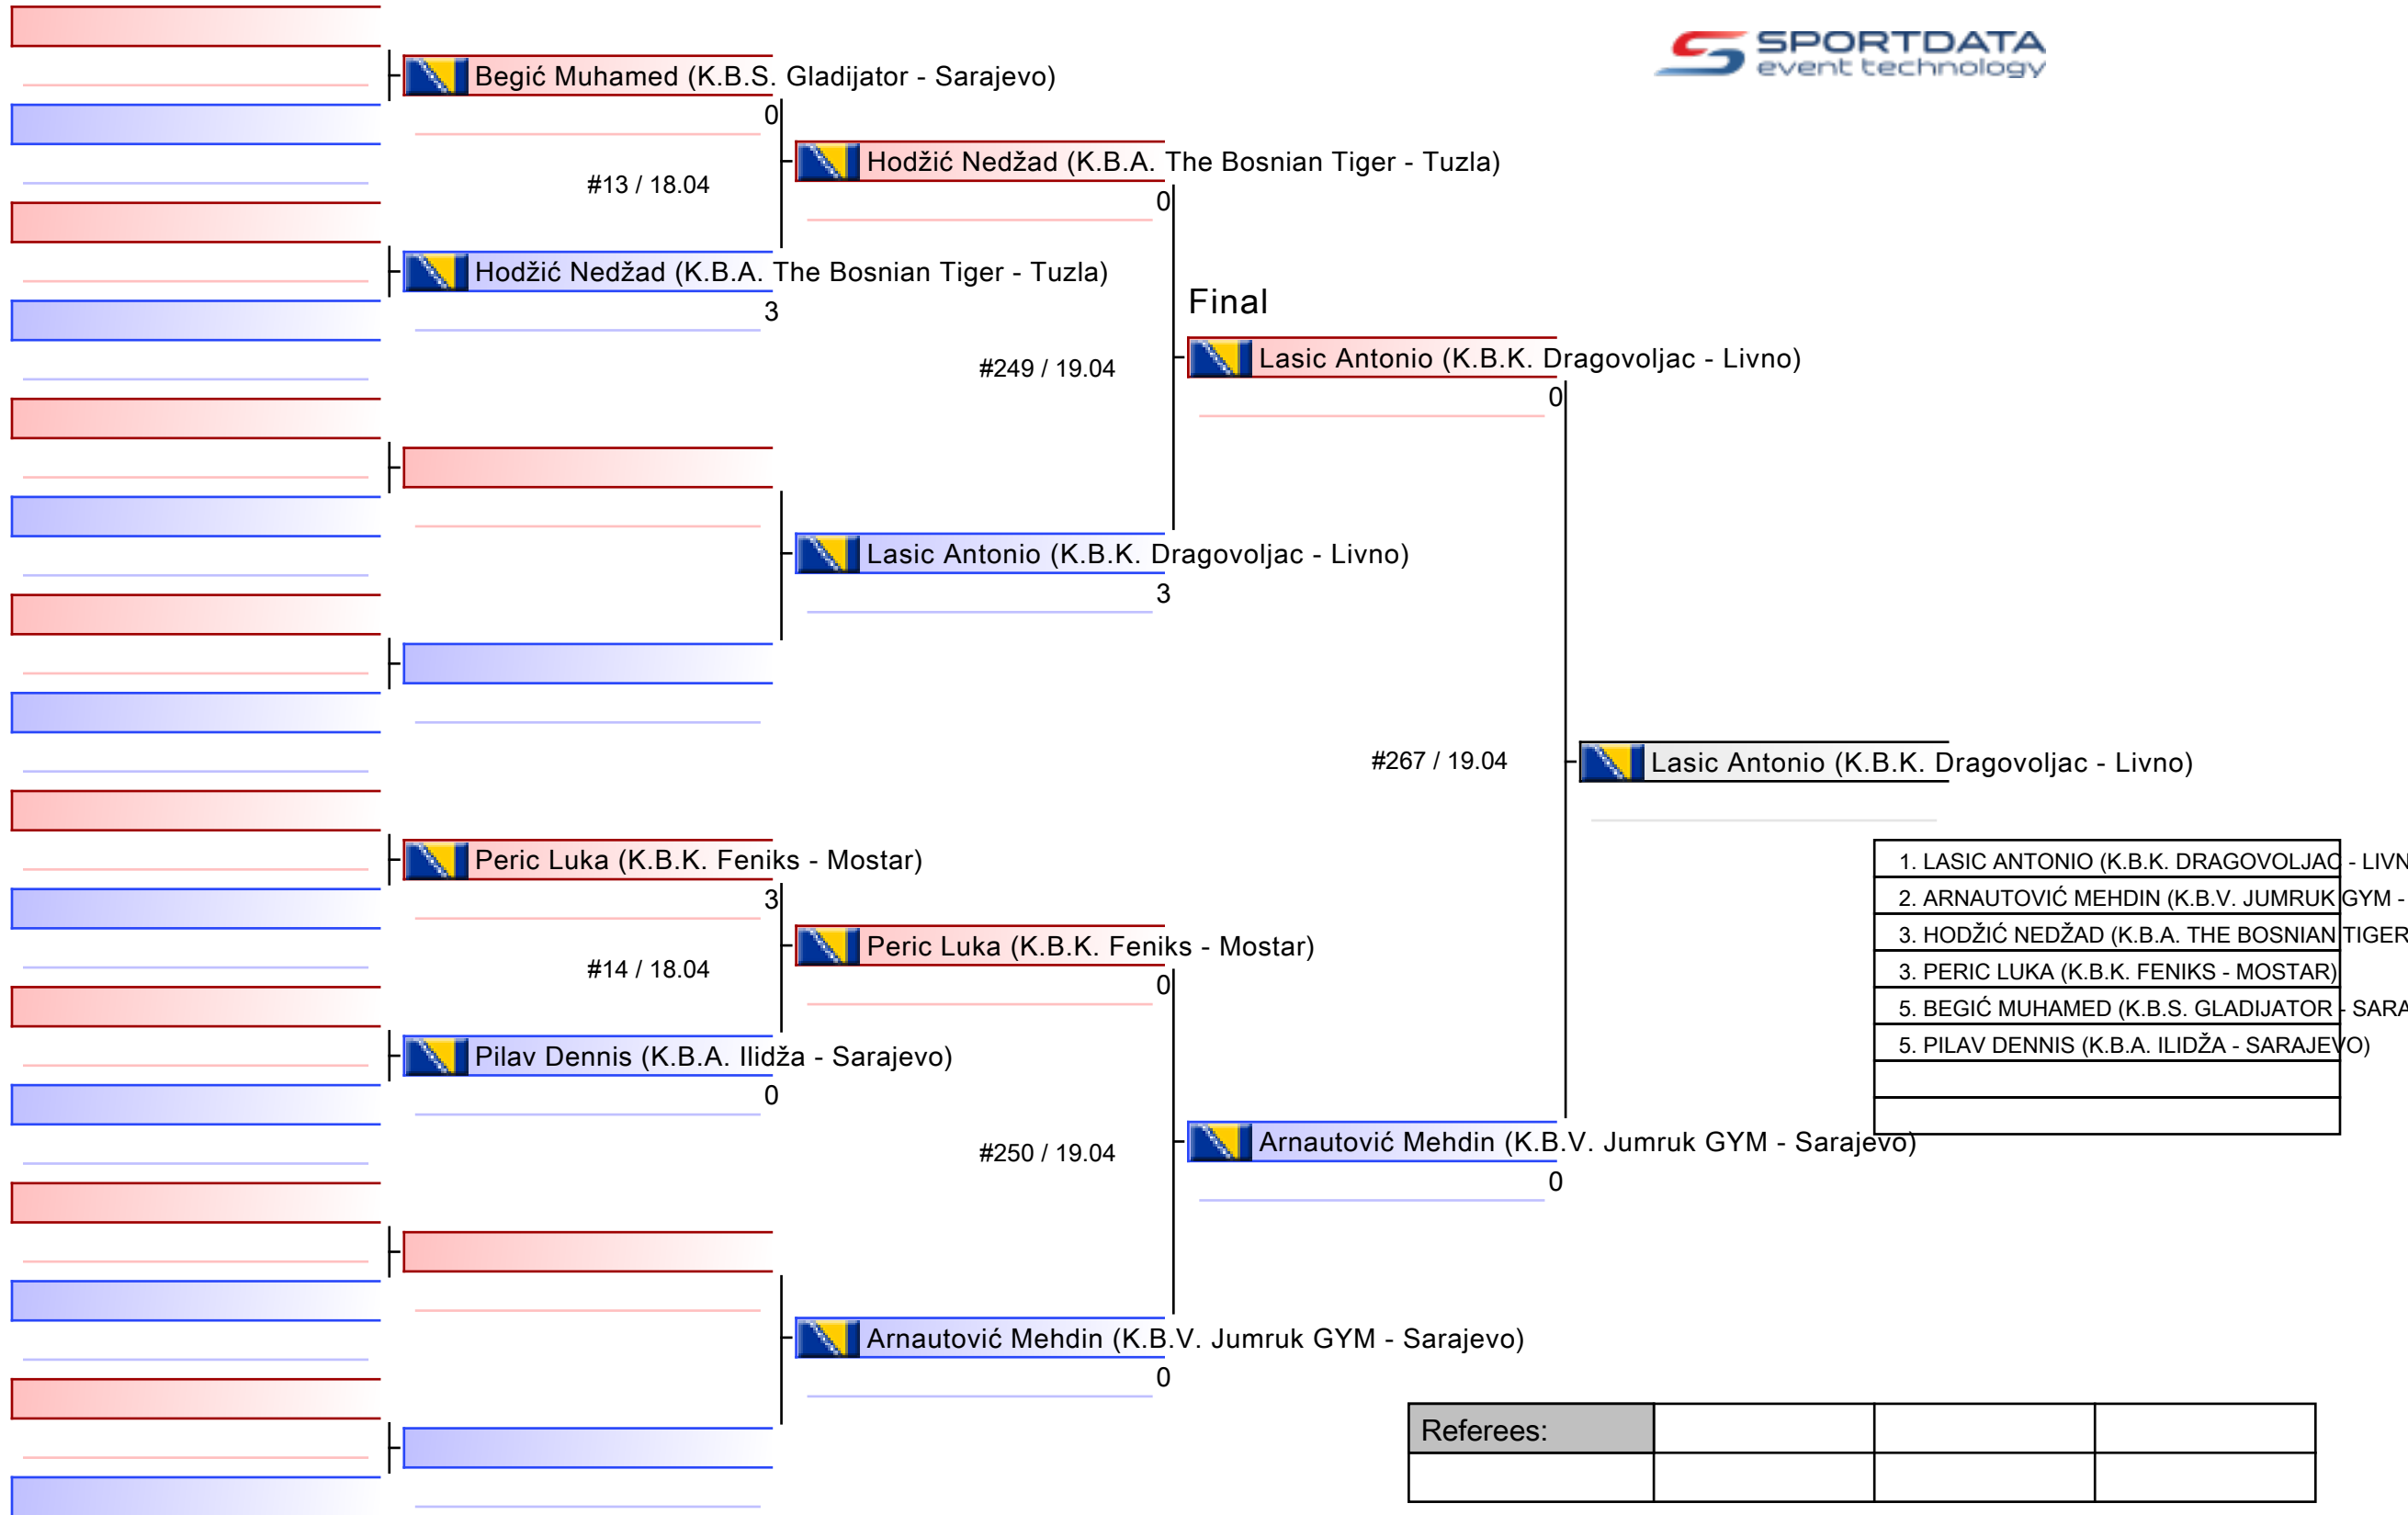 SPORTDATA
event technology
Begić Muhamed (K.B.S. Gladijator - Sarajevo)
0
Hodžić Nedžad (K.B.A. The Bosnian Tiger - Tuzla)
#13 / 18.04
0
Hodžić Nedžad (K.B.A. The Bosnian Tiger - Tuzla)
3
Final
Lasic Antonio (K.B.K. Dragovoljac - Livno)
#249 / 19.04
0
Lasic Antonio (K.B.K. Dragovoljac - Livno)
3
#267 / 19.04
Lasic Antonio (K.B.K. Dragovoljac - Livno)
Peric Luka (K.B.K. Feniks - Mostar)
3
Peric Luka (K.B.K. Feniks - Mostar)
#14 / 18.04
0
Pilav Dennis (K.B.A. Ilidža - Sarajevo)
0
1. LASIC ANTONIO (K.B.K. DRAGOVOLJAC - LIVN
2. ARNAUTOVIĆ MEHDIN (K.B.V. JUMRUK GYM -
3. HODŽIĆ NEDŽAD (K.B.A. THE BOSNIAN TIGER
3. PERIC LUKA (K.B.K. FENIKS - MOSTAR)
5. BEGIĆ MUHAMED (K.B.S. GLADIJATOR - SARA
5. PILAV DENNIS (K.B.A. ILIDŽA - SARAJEVO)
#250 / 19.04
Arnautović Mehdin (K.B.V. Jumruk GYM - Sarajevo)
0
Arnautović Mehdin (K.B.V. Jumruk GYM - Sarajevo)
0
Referees: